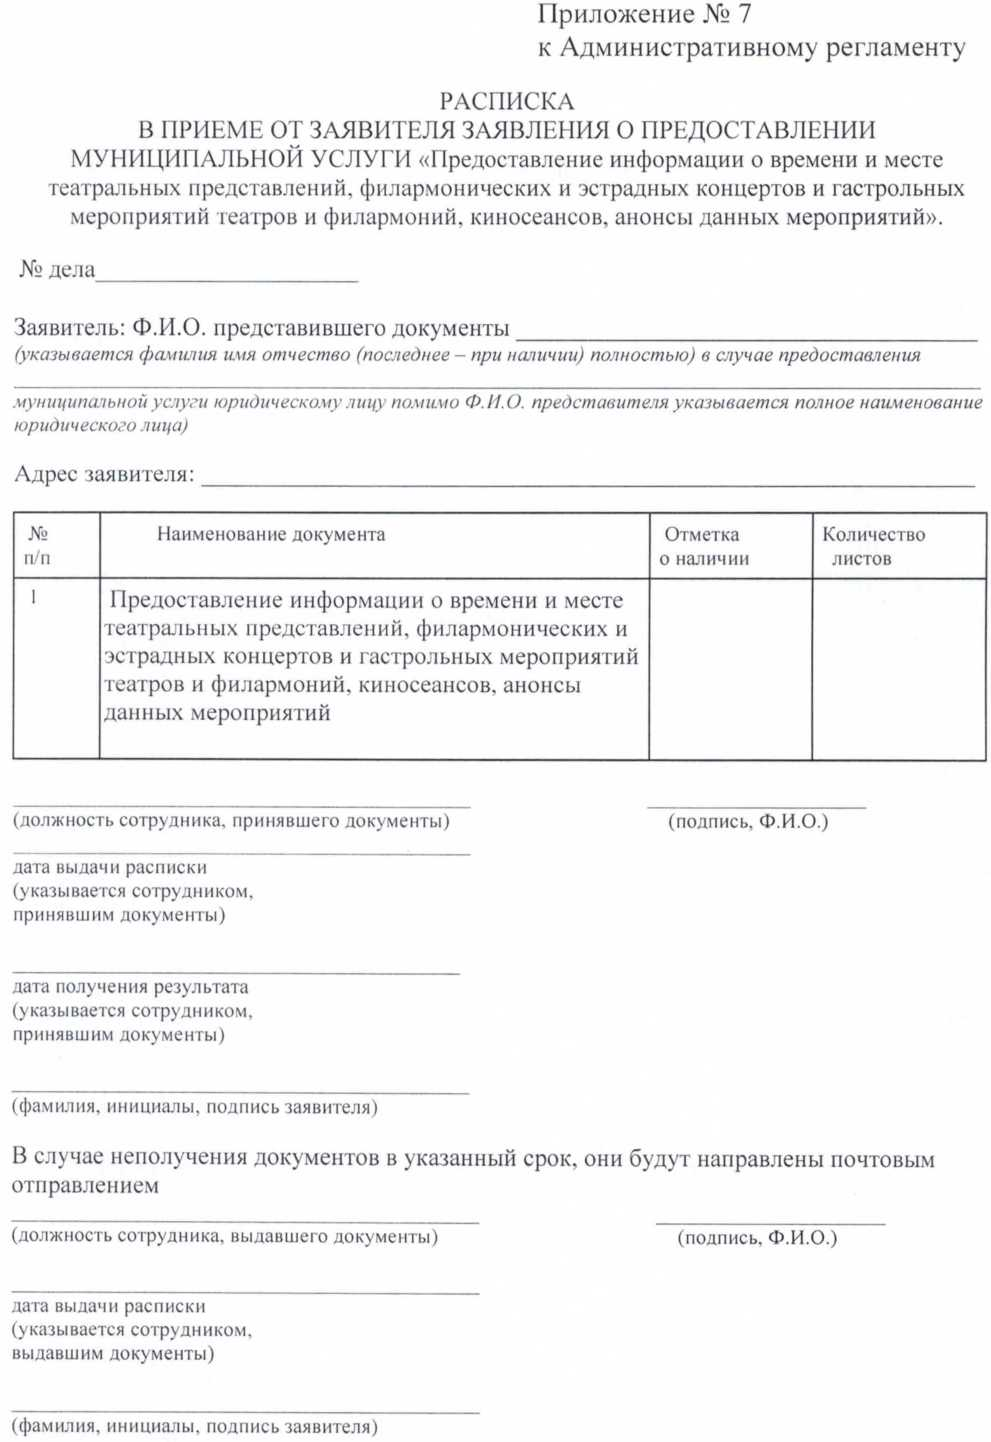 Приложение № 7
к Административному регламенту
РАСПИСКА
В ПРИЕМЕ ОТ ЗАЯВИТЕЛЯ ЗАЯВЛЕНИЯ О ПРЕДОСТАВЛЕНИИ
МУНИЦИПАЛЬНОЙ УСЛУГИ «Предоставление информации о времени и месте
театральных представлений, филармонических и эстрадных концертов и гастрольных
мероприятий театров и филармоний, киносеансов, анонсы данных мероприятий».
№ дела____________________
Заявитель: Ф.И.О. представившего документы ____________________
(указывается фамилия имя отчество (последнее – при наличии) полностью) в случае предоставления
муниципальной услуги юридическому лицу помимо Ф.И.О. представителя указывается полное наименование
юридического лица)
Адрес заявителя: ____________________
№ Наименование документа Отметка Количество
п/п о наличии листов
1 Предоставление информации о времени и месте
театральных представлений, филармонических и
эстрадных концертов и гастрольных мероприятий
театров и филармоний, киносеансов, анонсы
данных мероприятий
(должность сотрудника, принявшего документы) (подпись, Ф.И.О.)
дата выдачи расписки
(указывается сотрудником,
принявшим документы)
дата получения результата
(указывается сотрудником,
принявшим документы)
(фамилия, инициалы, подпись заявителя)
В случае неполучения документов в указанный срок, они будут направлены почтовым
отправлением
(должность сотрудника, выдавшего документы) (подпись, Ф.И.О.)
дата выдачи расписки
(указывается сотрудником,
выдавшим документы)
(фамилия, инициалы, подпись заявителя)